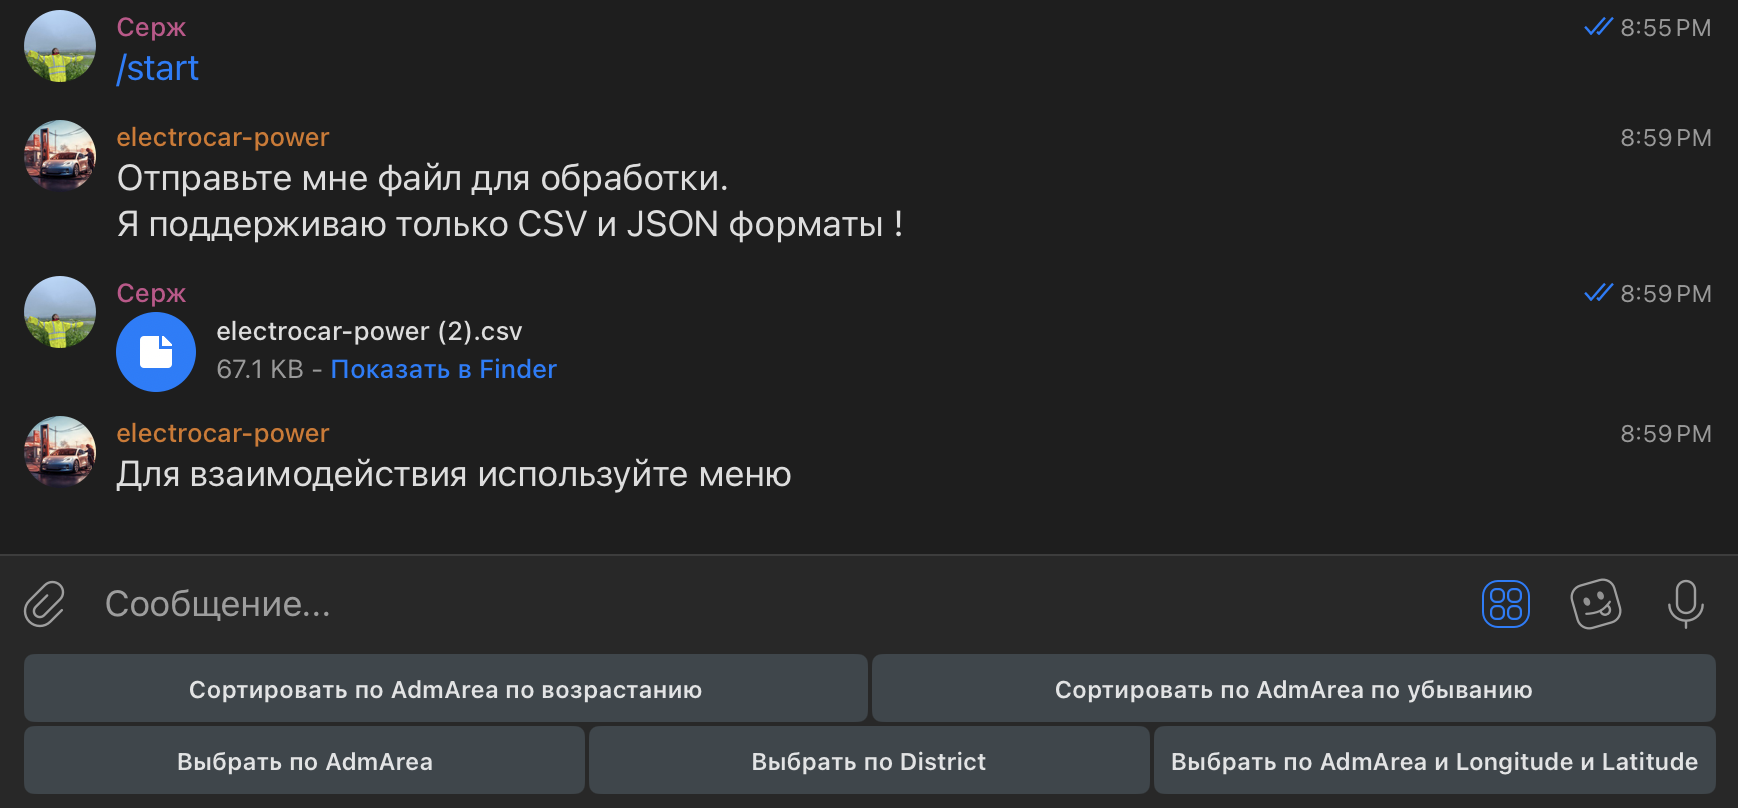 Серж
8:55 PM
/start
electrocar-power
8:59 PM
Отправьте мне файл для обработки.
Я поддерживаю только CSV и JSON форматы !
Серж
8:59 PM
electrocar-power (2).csv
67.1 KB - Показать в Finder
electrocar-power
8:59 PM
Для взаимодействия используйте меню
Сообщение...
Сортировать по AdmArea по возрастанию
Сортировать по AdmArea по убыванию
Выбрать по AdmArea
Выбрать по District
Выбрать по AdmArea и Longitude и Latitude